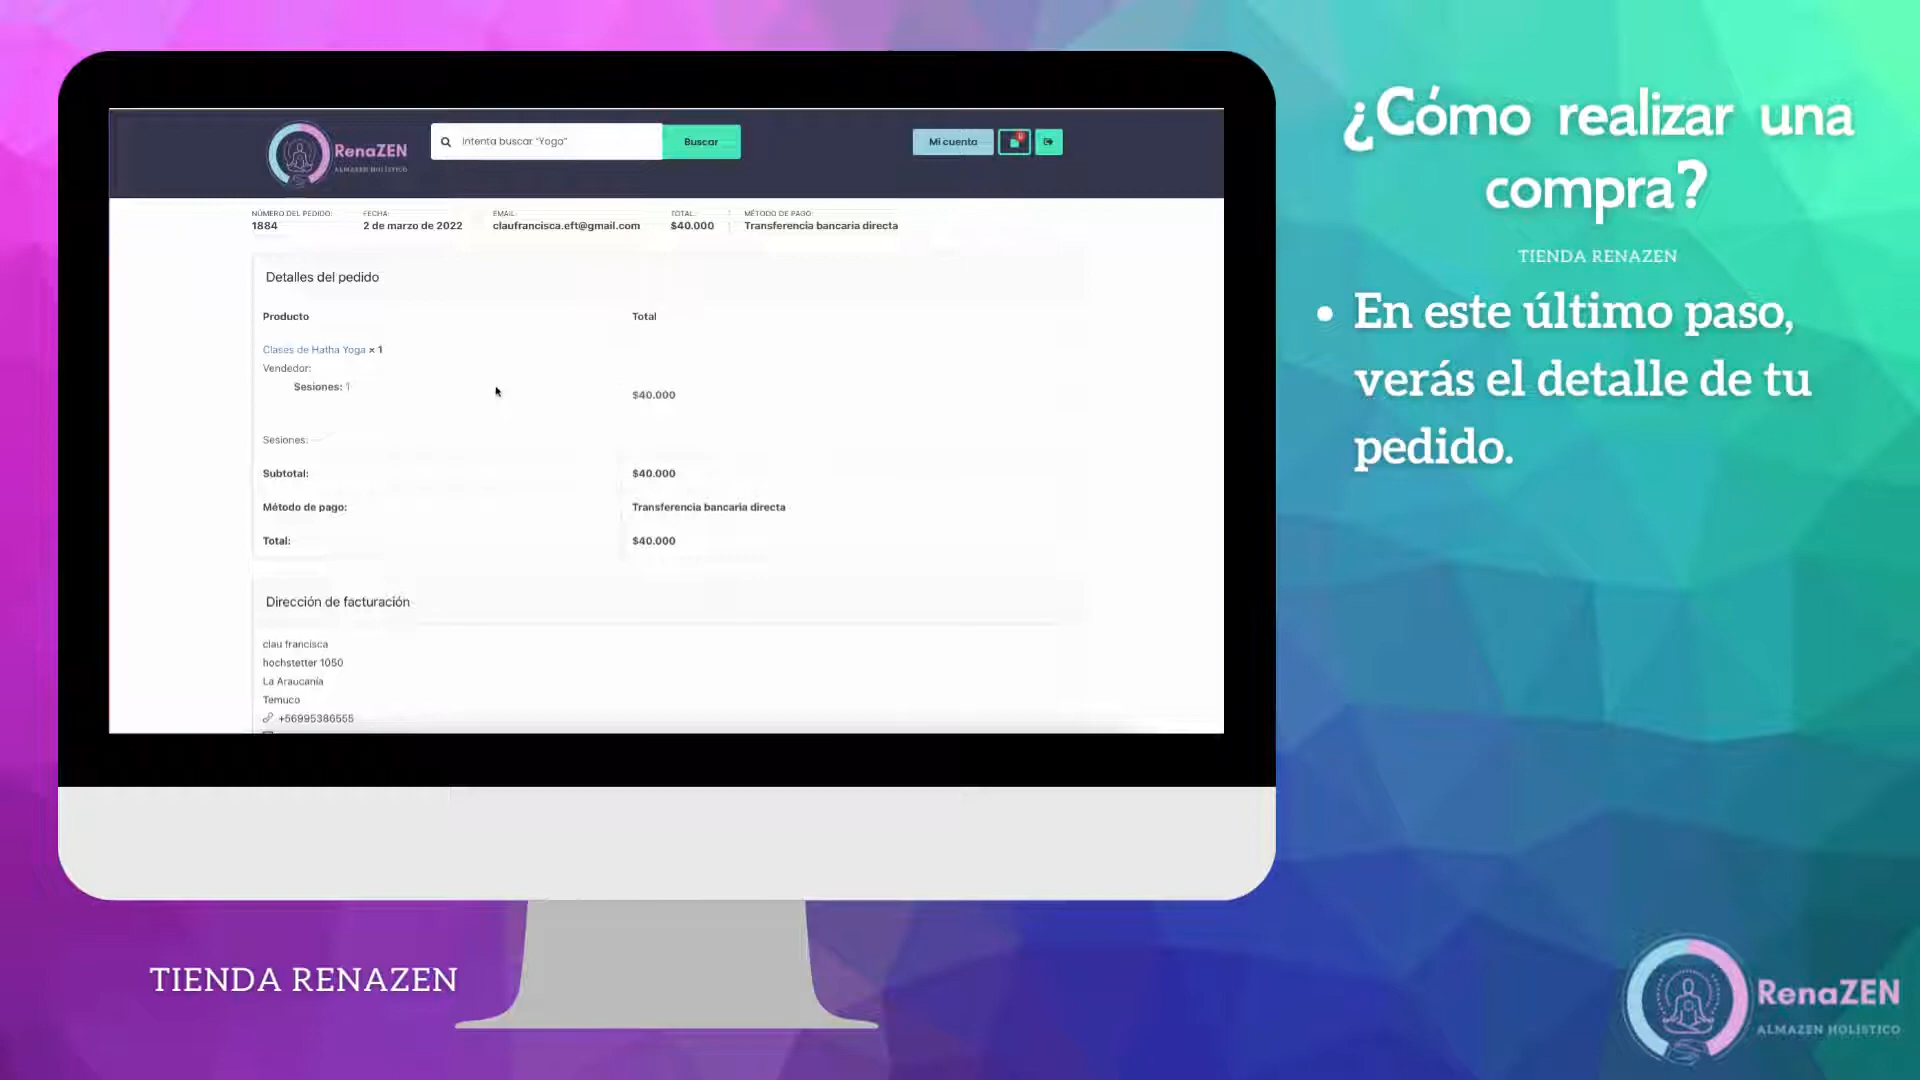 RenaZEN
ALMAZEN HOLÍSTICO
Intenta buscar "Yoga"
Buscar
Mi cuenta
NÚMERO DEL PEDIDO:
1884
FECHA:
2 de marzo de 2022
EMAIL:
claufrancisca.eft@gmail.com
TOTAL:
$40.000
MÉTODO DE PAGO:
Transferencia bancaria directa
Detalles del pedido
Producto Total
Clases de Hatha Yoga × 1
Vendedor:
Sesiones: 1
$40.000
Sesiones:
Subtotal: $40.000
Método de pago: Transferencia bancaria directa
Total: $40.000
Dirección de facturación
clau francisca
hochstetter 1050
La Araucanía
Temuco
+56995386555
TIENDA RENAZEN
¿Cómo realizar una
compra?
TIENDA RENAZEN
• En este último paso,
verás el detalle de tu
pedido.
RenaZEN
ALMAZEN HOLÍSTICO